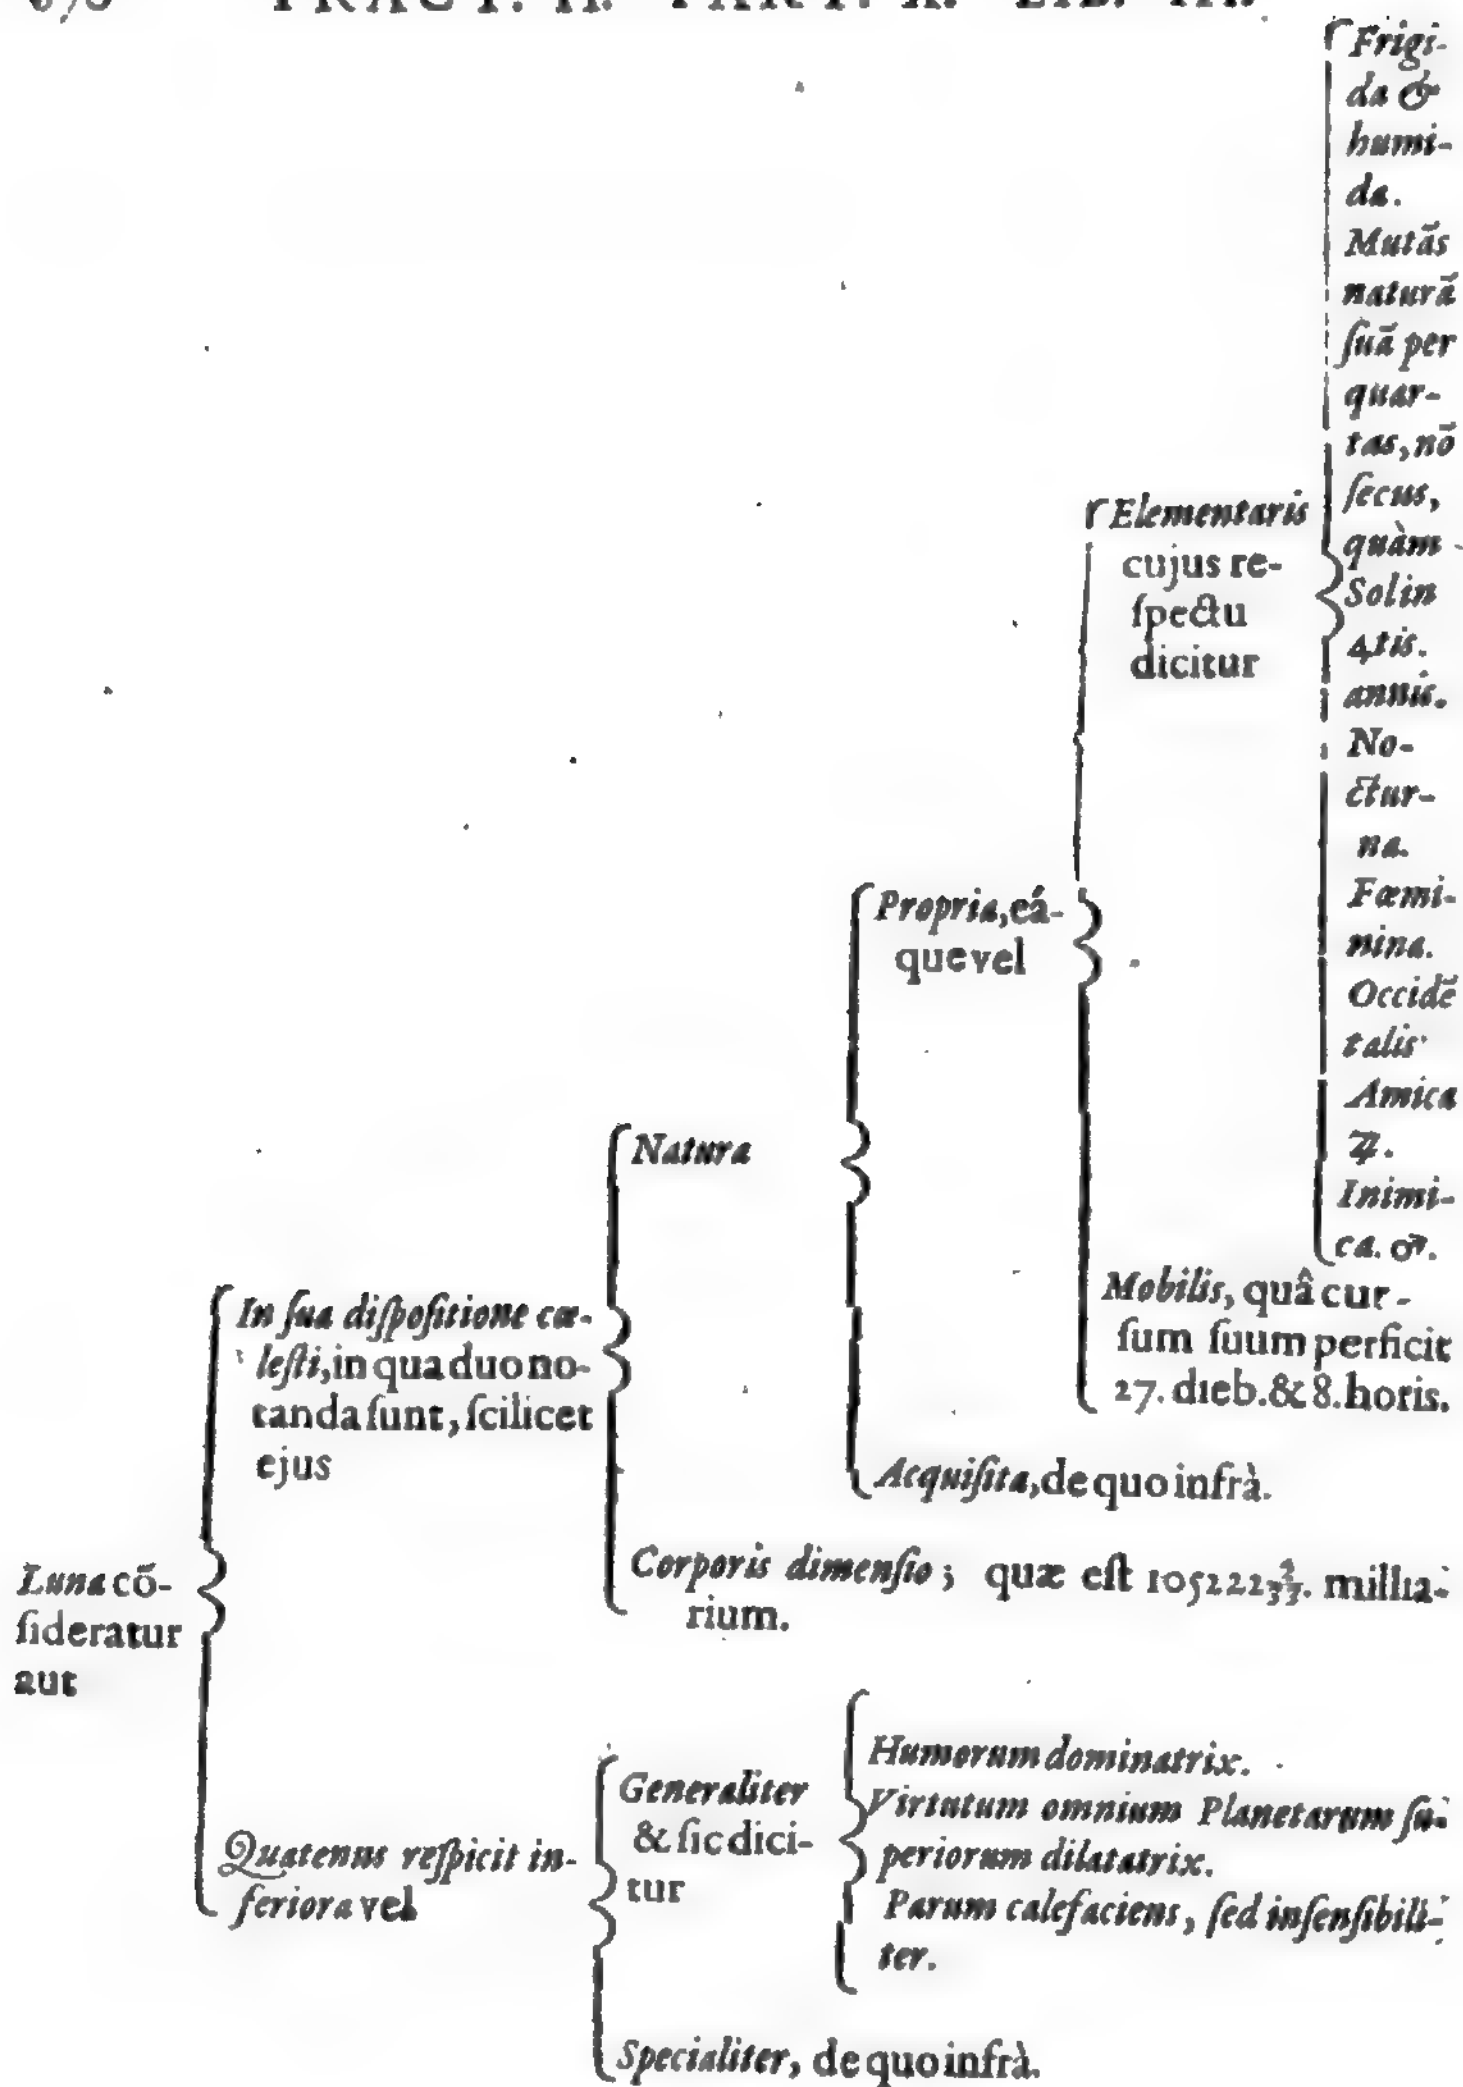 TRACT. II. PART. X. LIB. III.
Luna cō-
ſideratur
aut
In ſua diſpoſitione cœ-
leſti, in qua duo no-
tanda ſunt, ſcilicet
ejus
Natura
Propria, eá-
que vel
Elementaris
cujus re-
ſpectu
dicitur
Frigi-
da &
humi-
da.
Mutãs
naturã
ſuã per
quar-
tas, nõ
ſecus,
quàm
Sol in
4tis.
annis.
No-
ctur-
na.
Fœmi-
nina.
Occidẽ
talis
Amica
♃.
Inimi-
ca. ♂.
Mobilis, quâ cur-
ſum ſuum perficit
27. dieb. & 8. horis.
Acquiſita, de quo infrà.
Corporis dimenſio; quæ eſt 105222 millia-
rium.
Quatenus reſpicit in-
feriora vel
Generaliter
& ſic dici-
tur
Humorum dominatrix.
Virtutum omnium Planetarum ſu-
periorum dilatatrix.
Parum calefaciens, ſed inſenſibili-
ter.
Specialiter, de quo infrà.